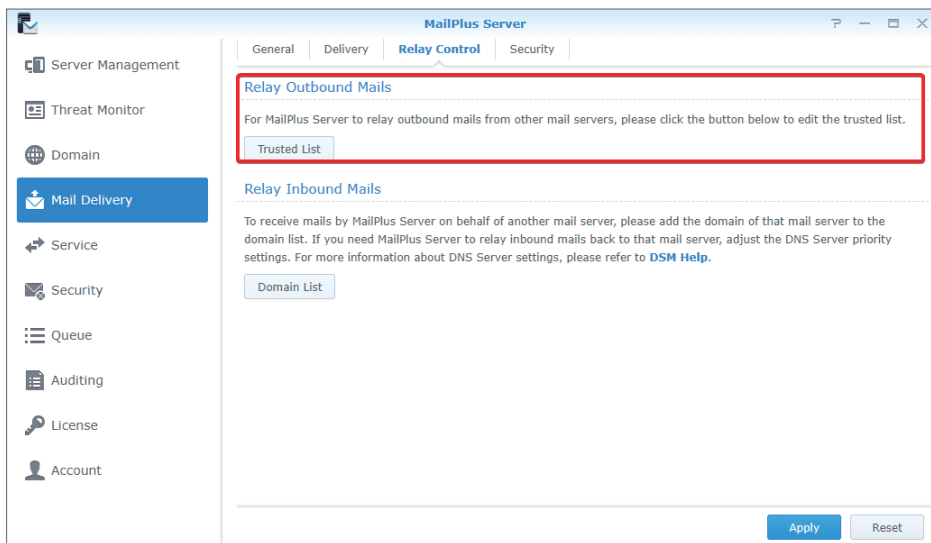 MailPlus Server
Server Management
Threat Monitor
Domain
Mail Delivery
Service
Security
Queue
Auditing
License
Account
General Delivery Relay Control Security
Relay Outbound Mails
For MailPlus Server to relay outbound mails from other mail servers, please click the button below to edit the trusted list.
Trusted List
Relay Inbound Mails
To receive mails by MailPlus Server on behalf of another mail server, please add the domain of that mail server to the
domain list. If you need MailPlus Server to relay inbound mails back to that mail server, adjust the DNS Server priority
settings. For more information about DNS Server settings, please refer to DSM Help.
Domain List
Apply Reset